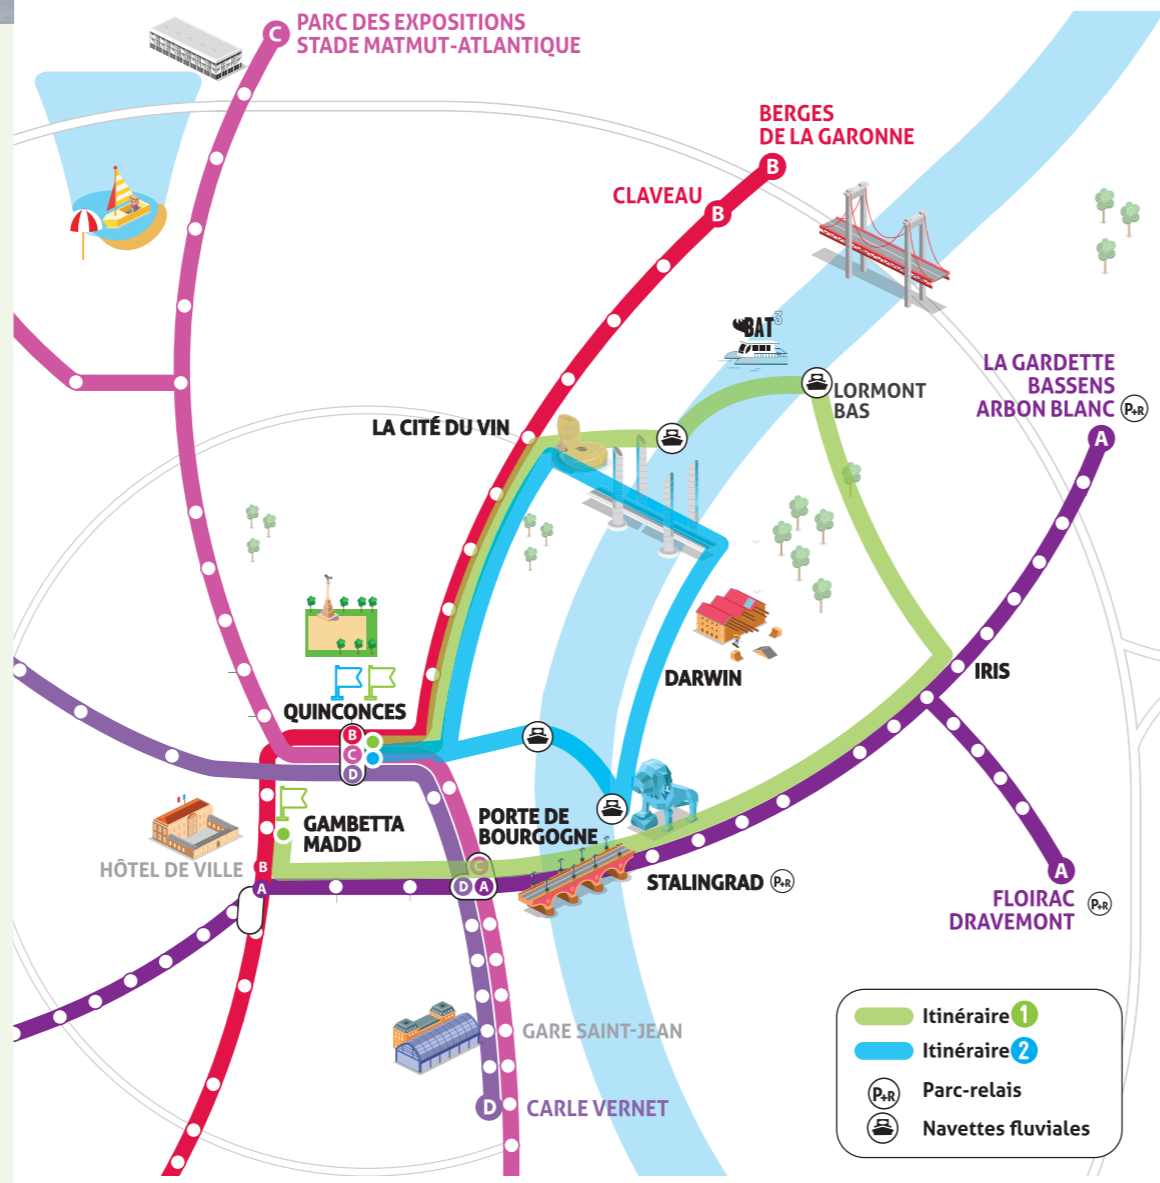 C
PARC DES EXPOSITIONS
STADE MATMUT-ATLANTIQUE
BERGES
DE LA GARONNE
B
CLAVEAU
B
BAT3
LA GARDETTE
BASSENS
ARBON BLANC
P+R
A
LORMONT
BAS
LA CITÉ DU VIN
DARWIN
IRIS
QUINCONCES
B
C
D
GAMBETTA
MADD
PORTE DE
BOURGOGNE
HÔTEL DE VILLE
B
A
C
D
A
STALINGRAD
P+R
A
FLOIRAC
DRAVEMONT
P+R
GARE SAINT-JEAN
D
CARLE VERNET
Itinéraire 1
Itinéraire 2
P+R
Parc-relais
Navettes fluviales